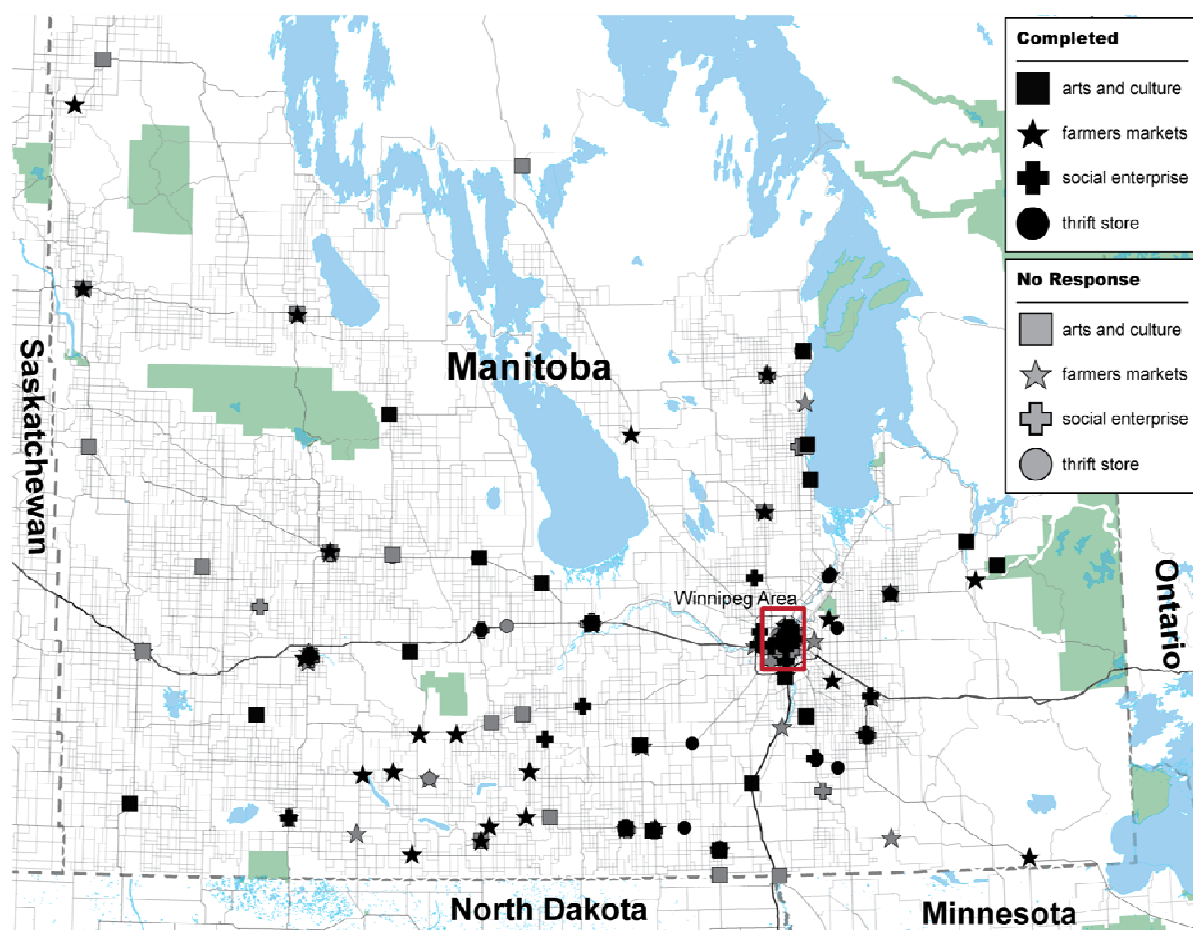 Completed
arts and culture
farmers markets
social enterprise
thrift store
No Response
arts and culture
farmers markets
social enterprise
thrift store
Manitoba
Saskatchewan
Ontario
Winnipeg Area
North Dakota
Minnesota